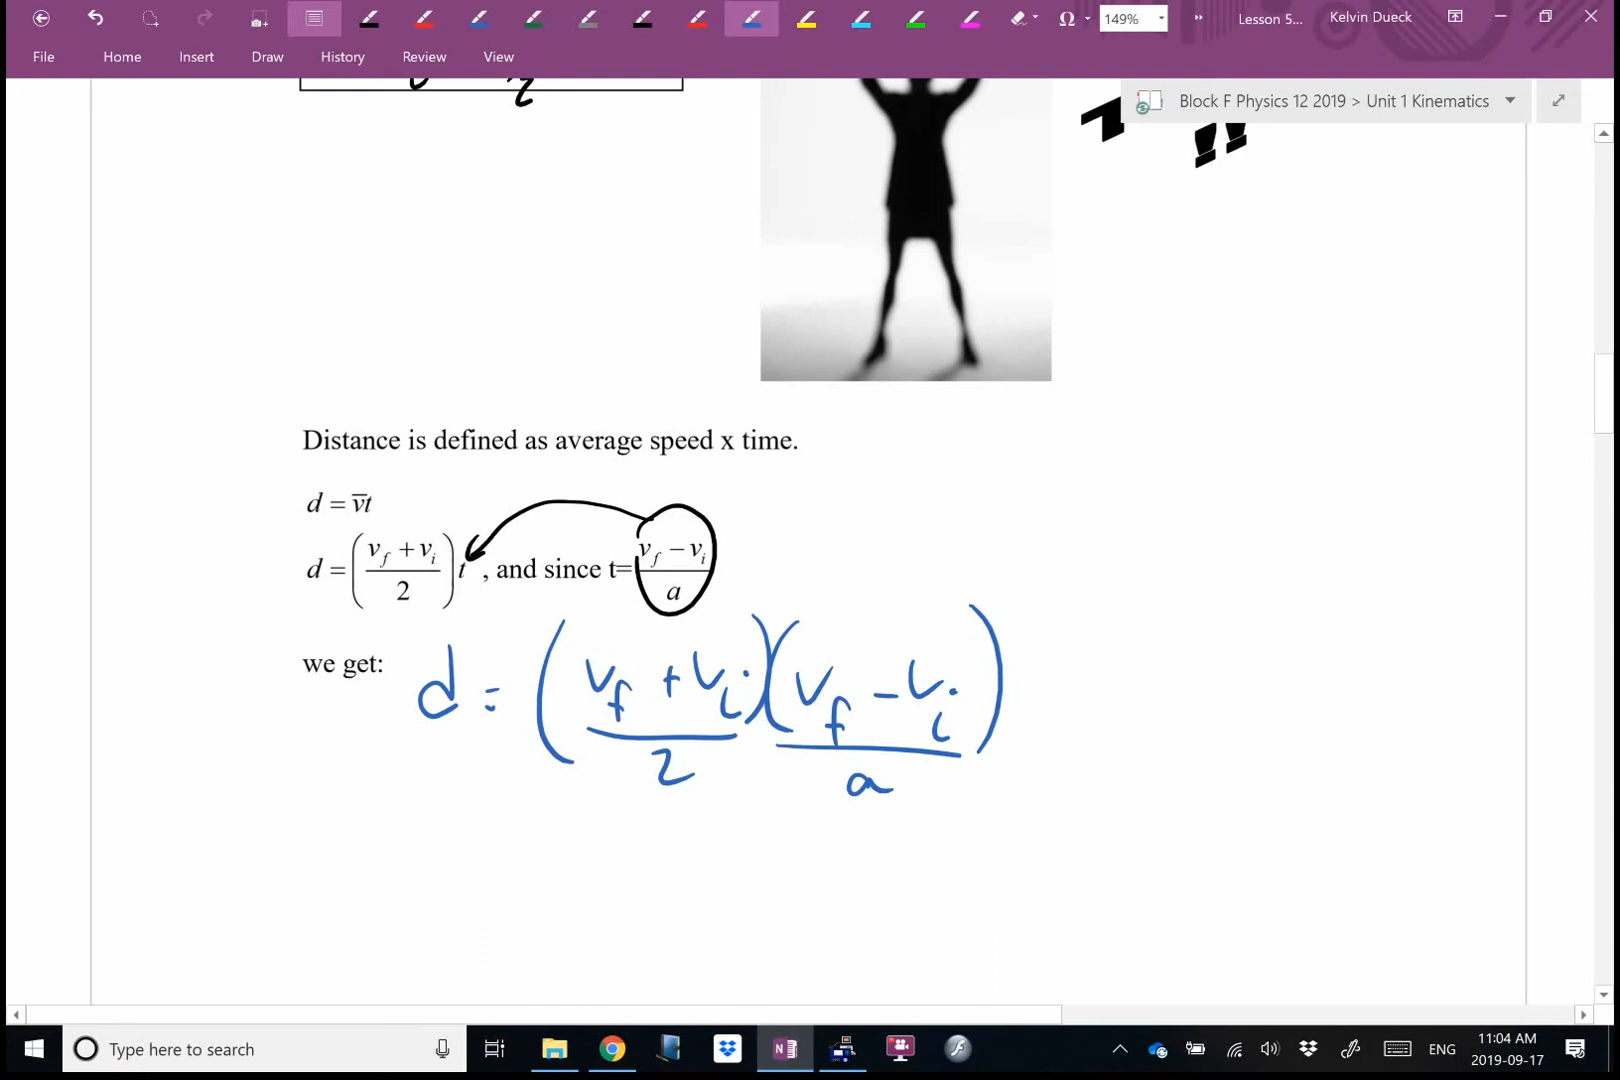 149%
Lesson 5...
Kelvin Dueck
File Home Insert Draw History Review View
Block F Physics 12 2019 > Unit 1 Kinematics
2
!!
Distance is defined as average speed x time.
d = v̅t
d = ( (v_f + v_i) / 2 ) t , and since t= (v_f − v_i) / a
we get: d = ( (v_f + v_i) / 2 ) ( (v_f − v_i) / a )
Type here to search
ENG
11:04 AM
2019-09-17